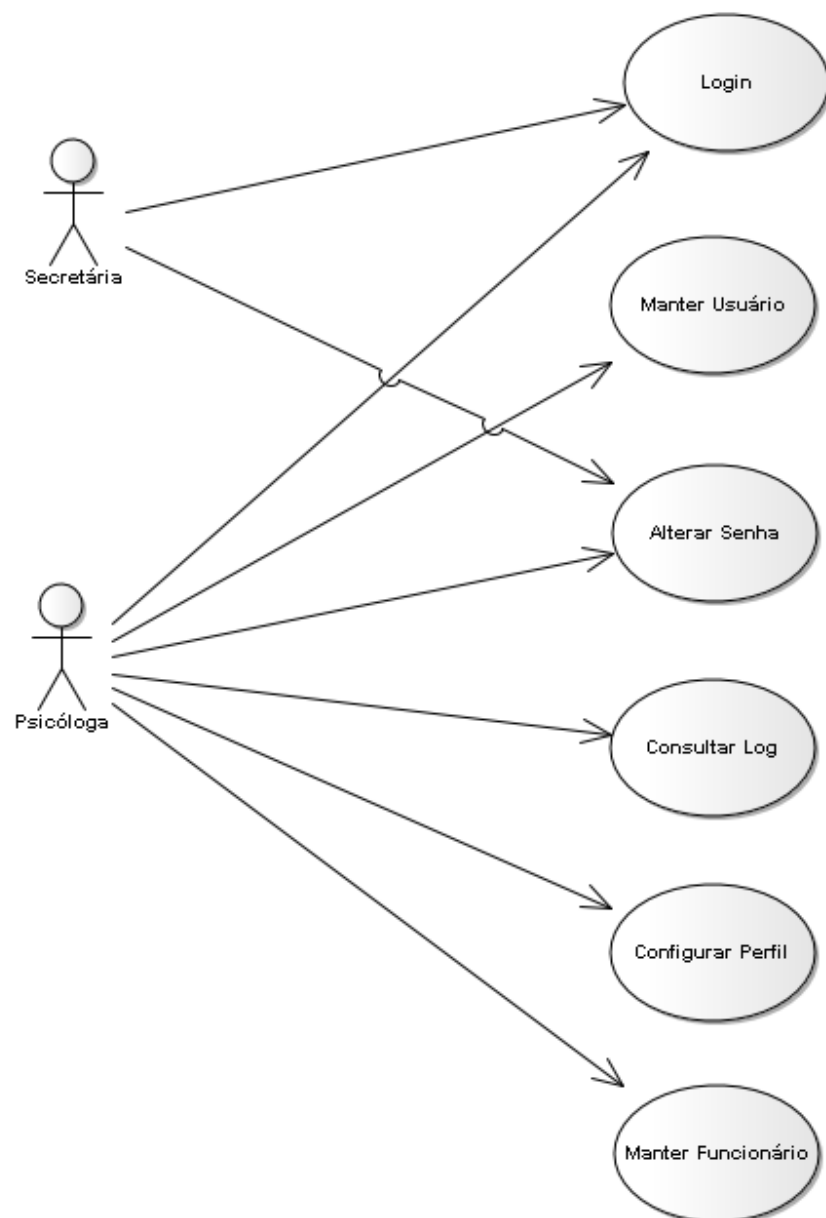 Login
Secretária
Manter Usuário
Alterar Senha
Psicóloga
Consultar Log
Configurar Perfil
Manter Funcionário